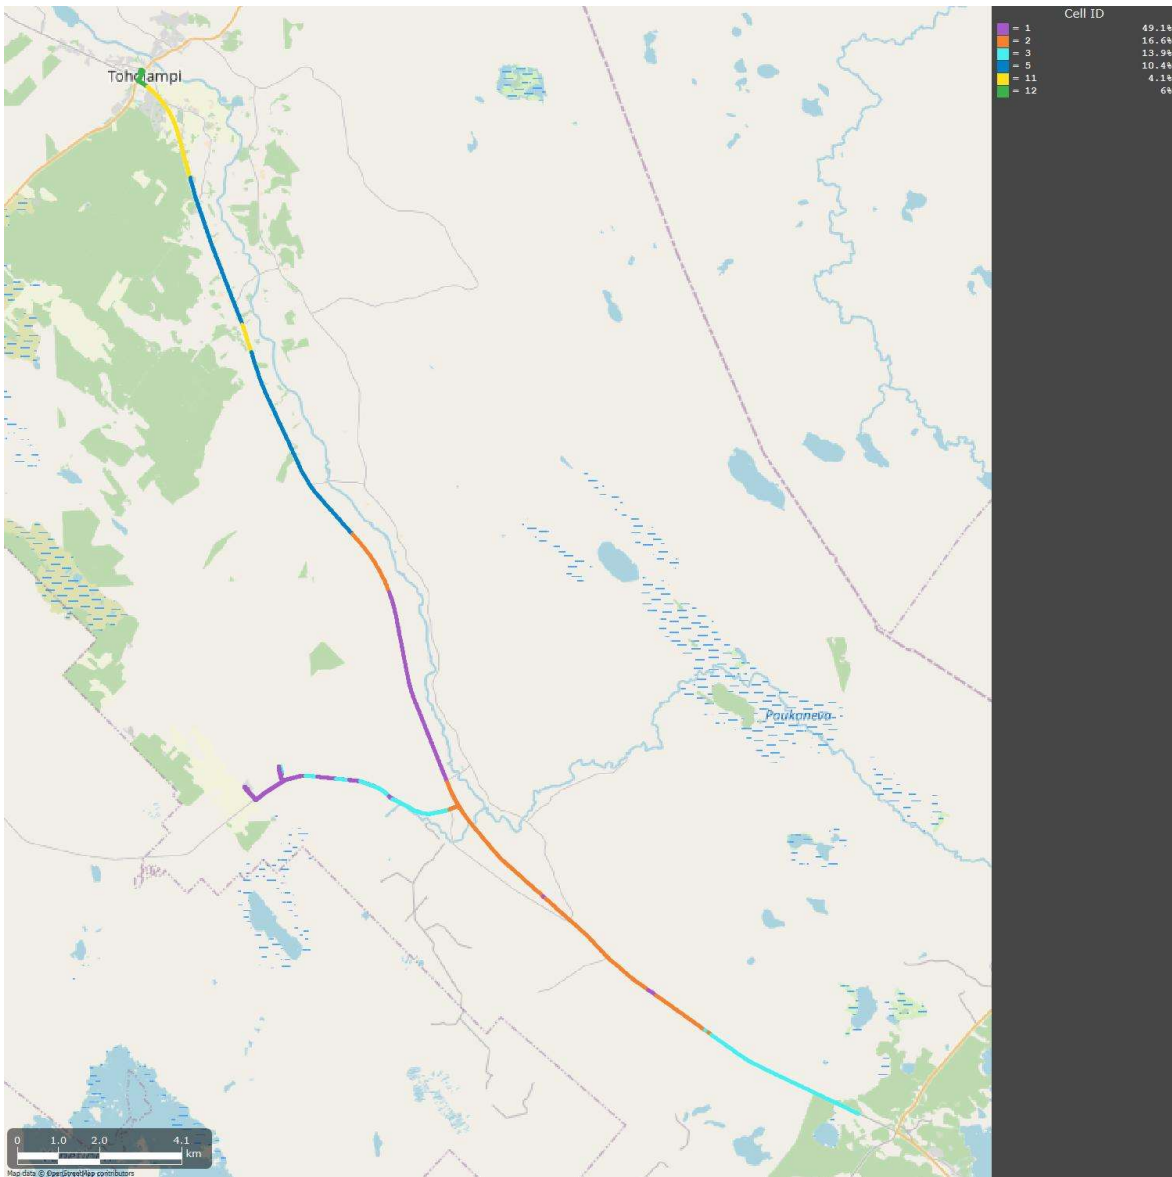 Cell ID
= 1 49.1%
= 2 16.6%
= 3 13.9%
= 5 10.4%
= 11 4.1%
= 12 6%
Toholampi
Paukaneva
0 1.0 2.0 4.1
km
Map data © OpenStreetMap contributors